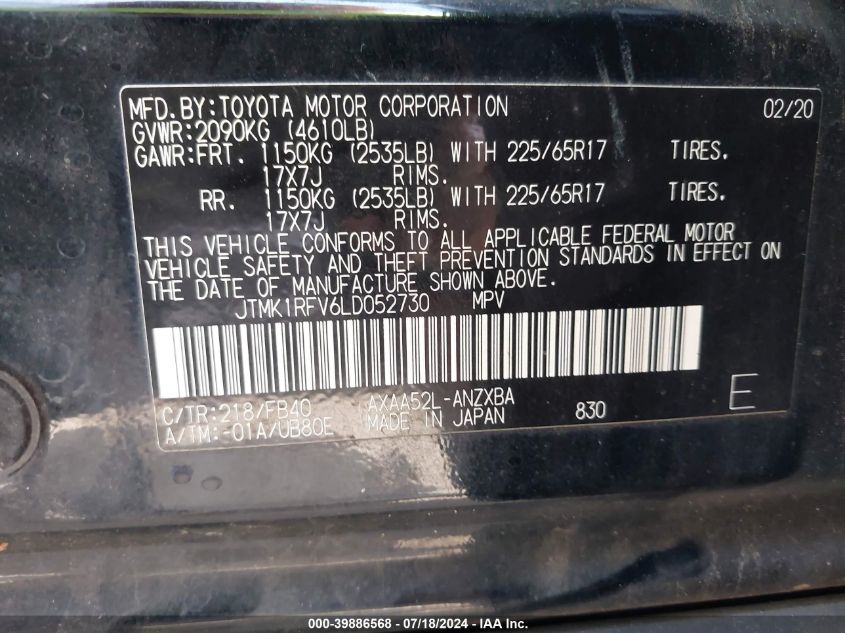 MFD.BY:TOYOTA MOTOR CORPORATION 02/20
GVWR:2090KG (4610LB)
GAWR:FRT. 1150KG (2535LB) WITH 225/65R17 TIRES.
17X7J RIMS.
RR. 1150KG (2535LB) WITH 225/65R17 TIRES.
17X7J RIMS.
THIS VEHICLE CONFORMS TO ALL APPLICABLE FEDERAL MOTOR
VEHICLE SAFETY AND THEFT PREVENTION STANDARDS IN EFFECT ON
THE DATE OF MANUFACTURE SHOWN ABOVE.
JTMK1RFV6LD052730 MPV
C/TR:218/FB40 AXAA52L-ANZXBA
A/TM:-01A/UB80E MADE IN JAPAN 830 E
000-39886568 - 07/18/2024 - IAA Inc.